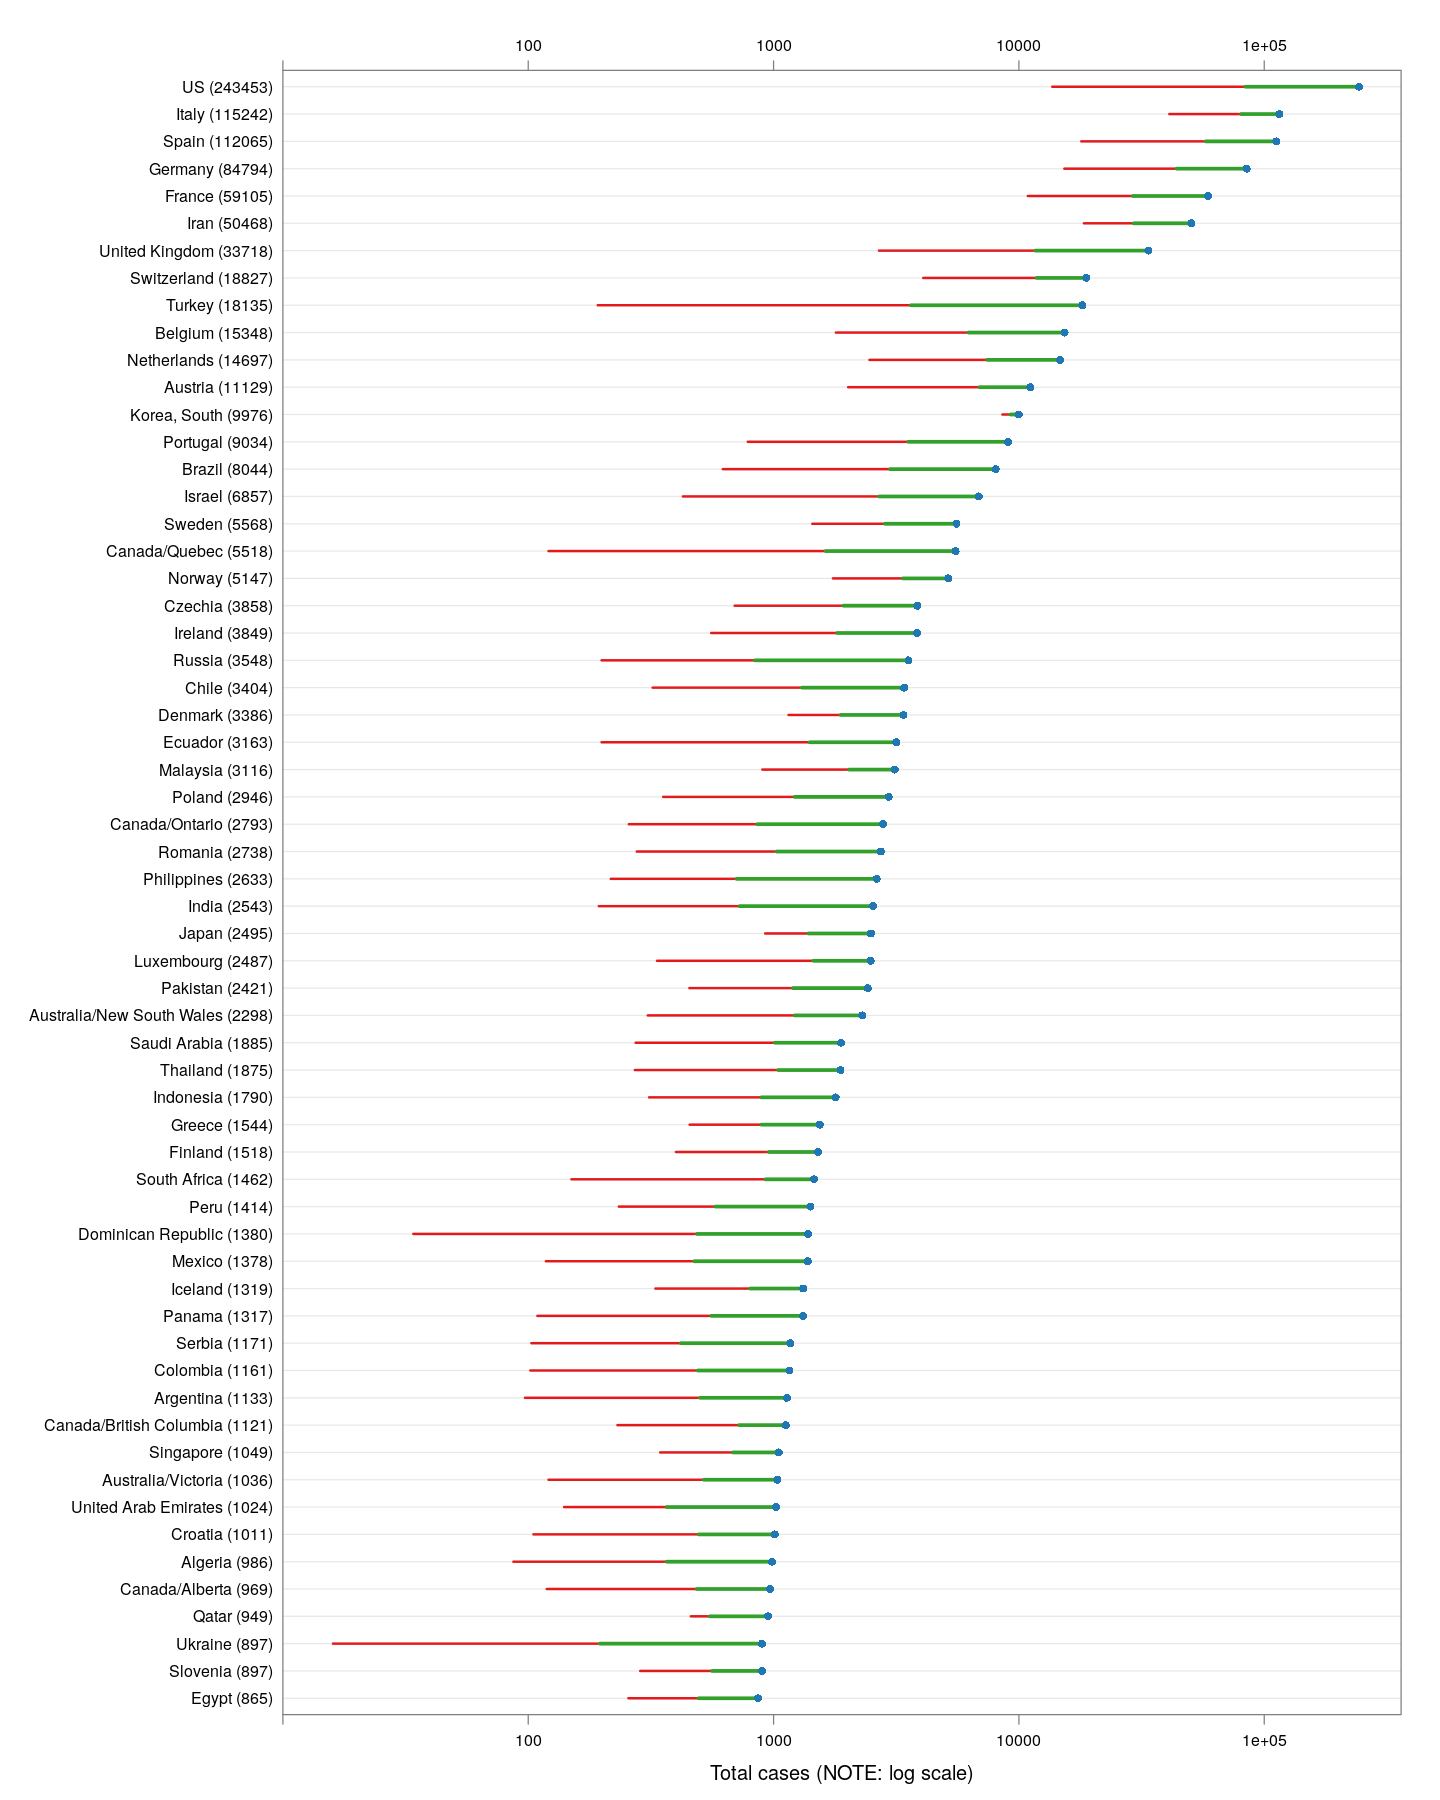 100 1000 10000 1e+05
US (243453)
Italy (115242)
Spain (112065)
Germany (84794)
France (59105)
Iran (50468)
United Kingdom (33718)
Switzerland (18827)
Turkey (18135)
Belgium (15348)
Netherlands (14697)
Austria (11129)
Korea, South (9976)
Portugal (9034)
Brazil (8044)
Israel (6857)
Sweden (5568)
Canada/Quebec (5518)
Norway (5147)
Czechia (3858)
Ireland (3849)
Russia (3548)
Chile (3404)
Denmark (3386)
Ecuador (3163)
Malaysia (3116)
Poland (2946)
Canada/Ontario (2793)
Romania (2738)
Philippines (2633)
India (2543)
Japan (2495)
Luxembourg (2487)
Pakistan (2421)
Australia/New South Wales (2298)
Saudi Arabia (1885)
Thailand (1875)
Indonesia (1790)
Greece (1544)
Finland (1518)
South Africa (1462)
Peru (1414)
Dominican Republic (1380)
Mexico (1378)
Iceland (1319)
Panama (1317)
Serbia (1171)
Colombia (1161)
Argentina (1133)
Canada/British Columbia (1121)
Singapore (1049)
Australia/Victoria (1036)
United Arab Emirates (1024)
Croatia (1011)
Algeria (986)
Canada/Alberta (969)
Qatar (949)
Ukraine (897)
Slovenia (897)
Egypt (865)
100 1000 10000 1e+05
Total cases (NOTE: log scale)